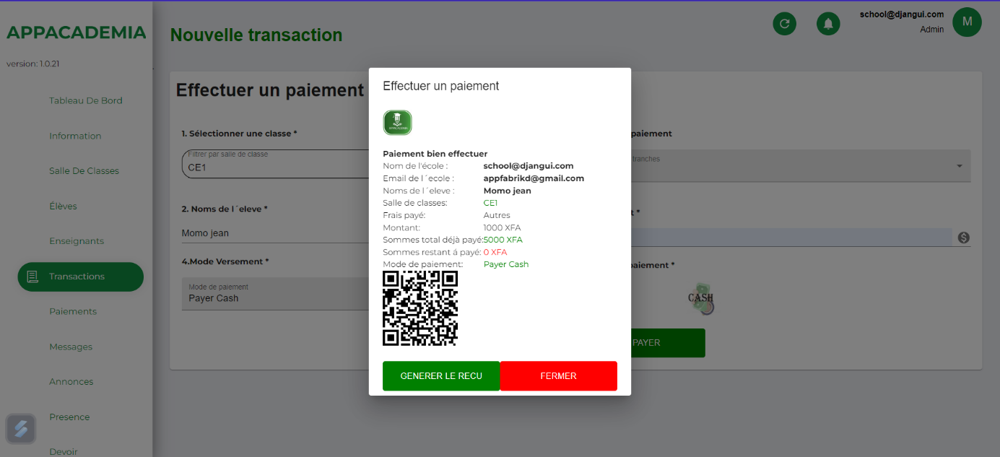 APPACADEMIA
version: 1.0.21
Tableau De Bord
Information
Salle De Classes
Élèves
Enseignants
Transactions
Paiements
Messages
Annonces
Presence
Devoir
Nouvelle transaction
school@djangui.com
Admin
M
Effectuer un paiement
1. Sélectionner une classe *
Filtrer par salle de classe
CE1
paiement
tranches
2. Noms de l´eleve *
Momo jean
t *
4.Mode Versement *
Mode de paiement
Payer Cash
paiement *
CASH
PAYER
Effectuer un paiement
APPACADEMIA
Paiement bien effectuer
Nom de l'école : school@djangui.com
Email de l´ecole : appfabrikd@gmail.com
Noms de l´eleve : Momo jean
Salle de classes: CE1
Frais payé: Autres
Montant: 1000 XFA
Sommes total déjà payé:5000 XFA
Sommes restant á payé: 0 XFA
Mode de paiement: Payer Cash
GENERER LE RECU
FERMER